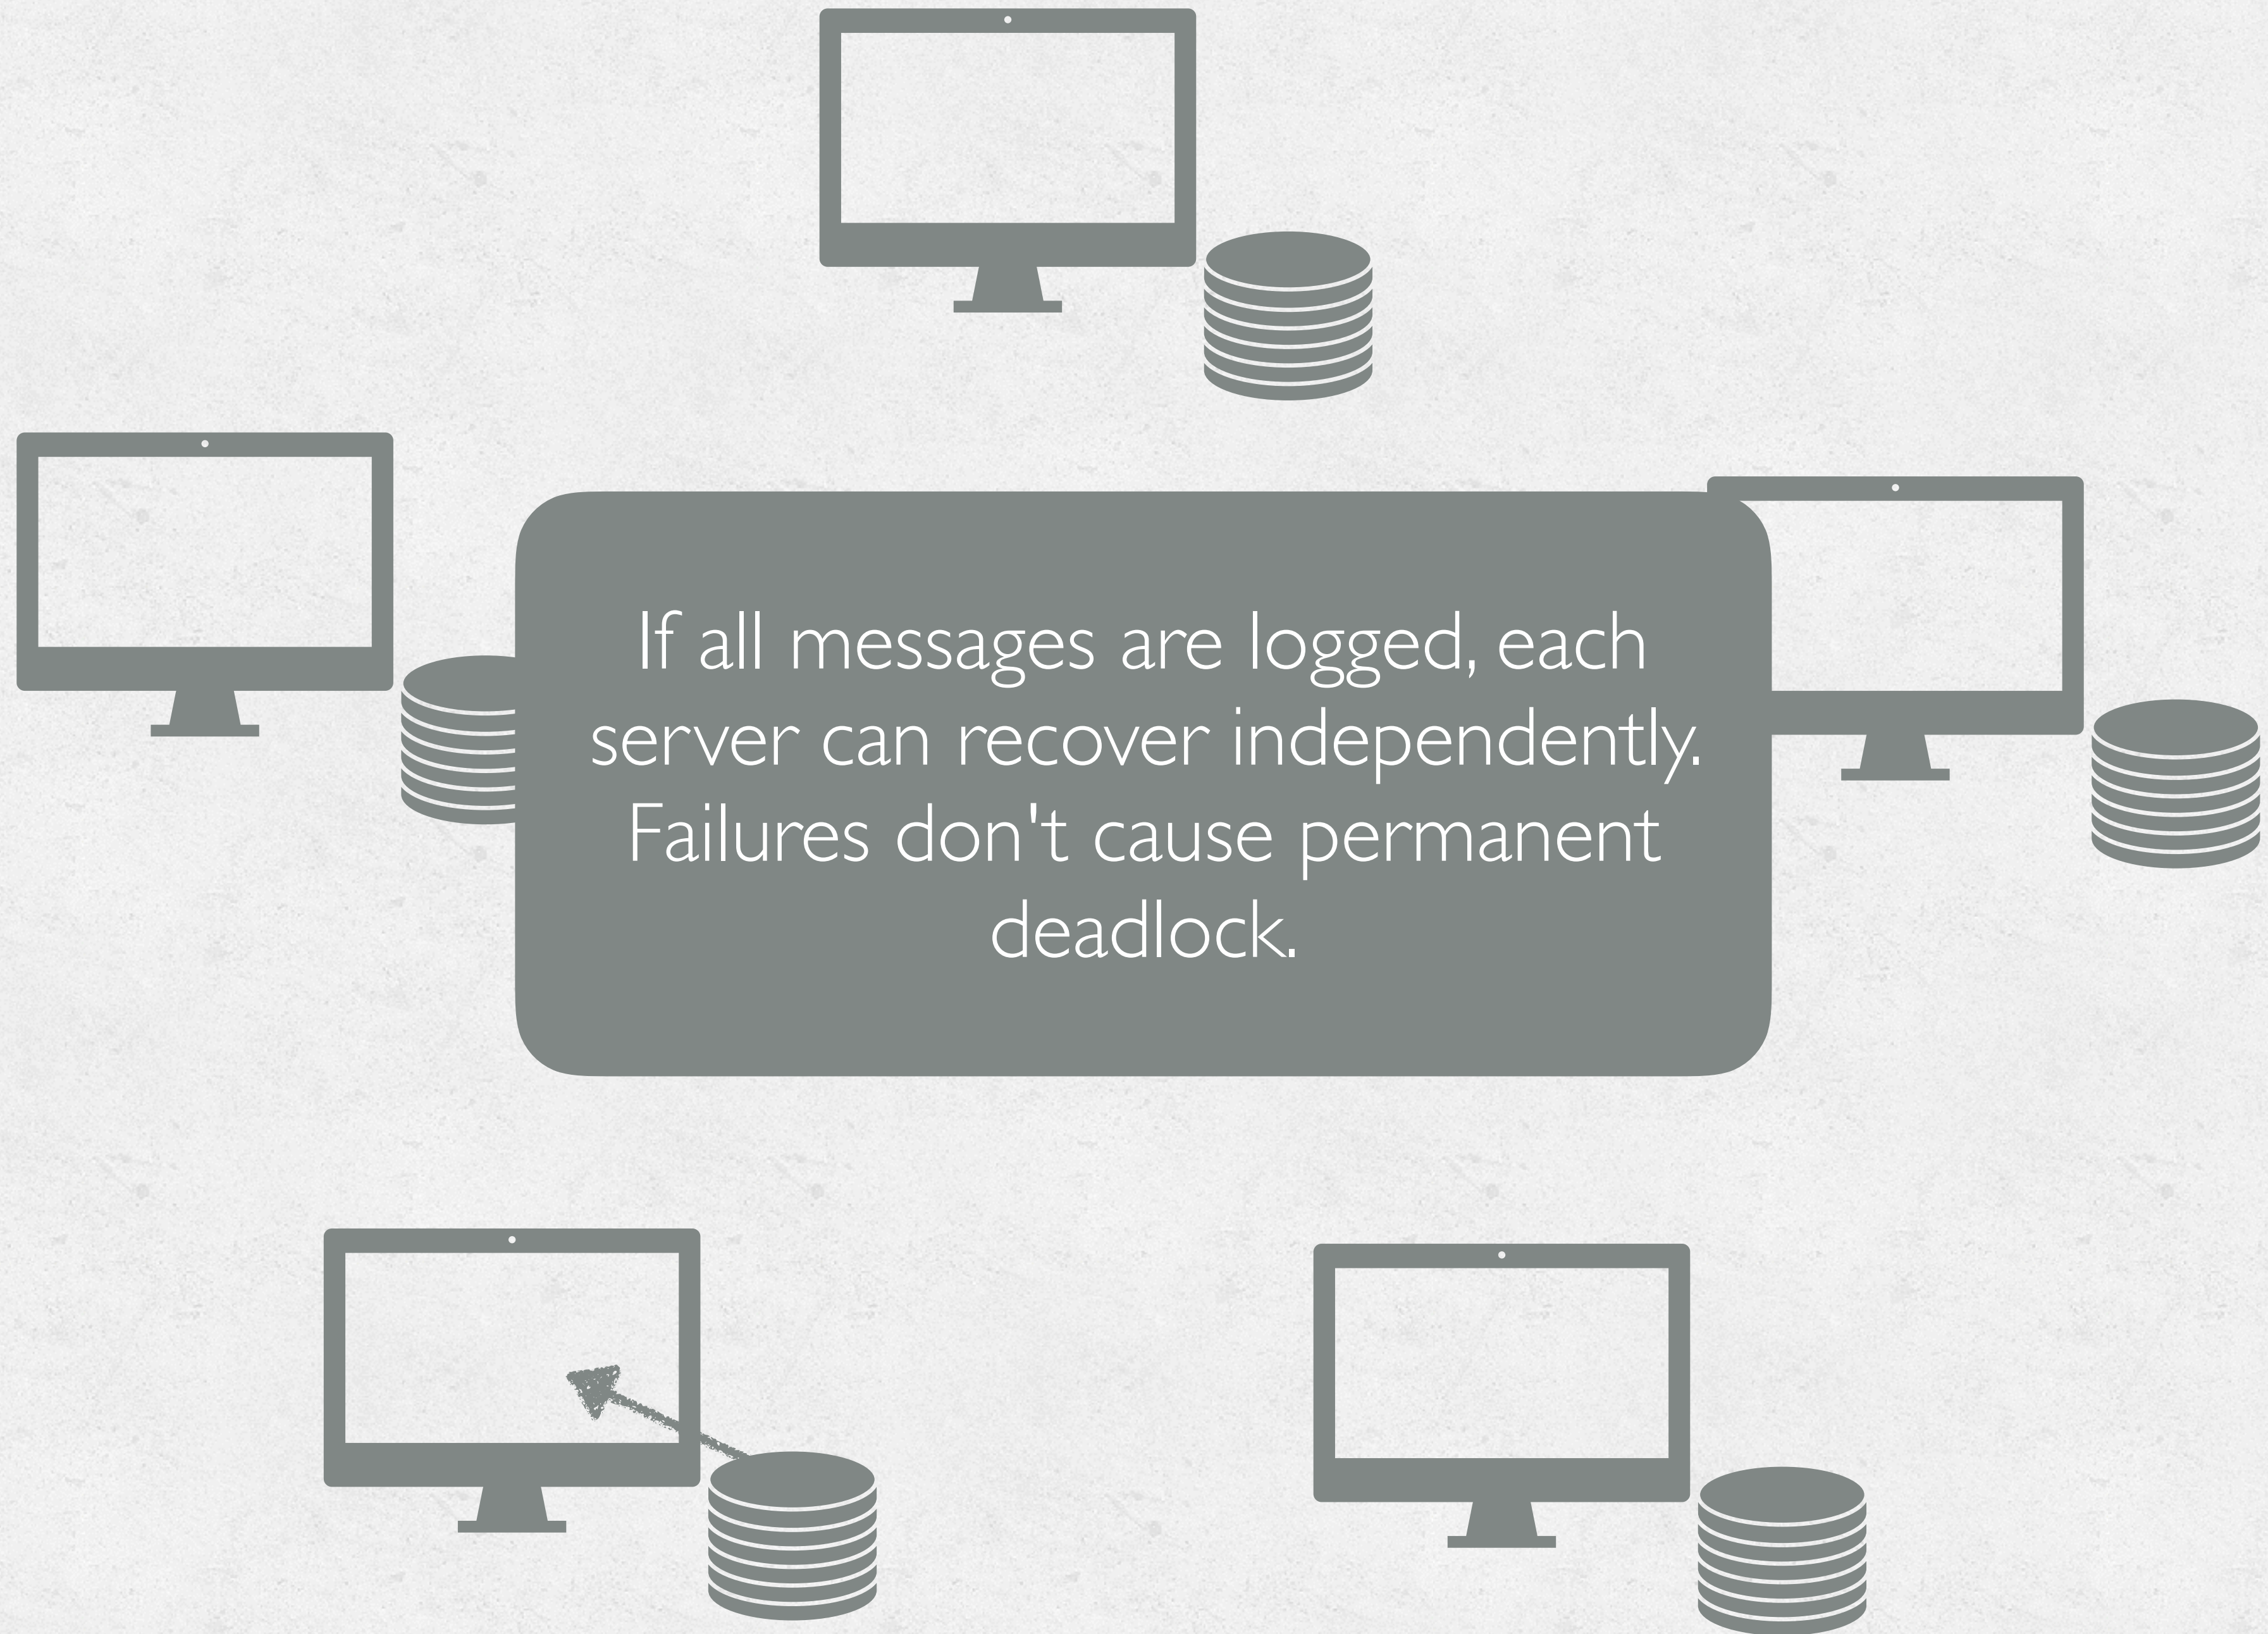 If all messages are logged, each
server can recover independently.
Failures don't cause permanent
deadlock.